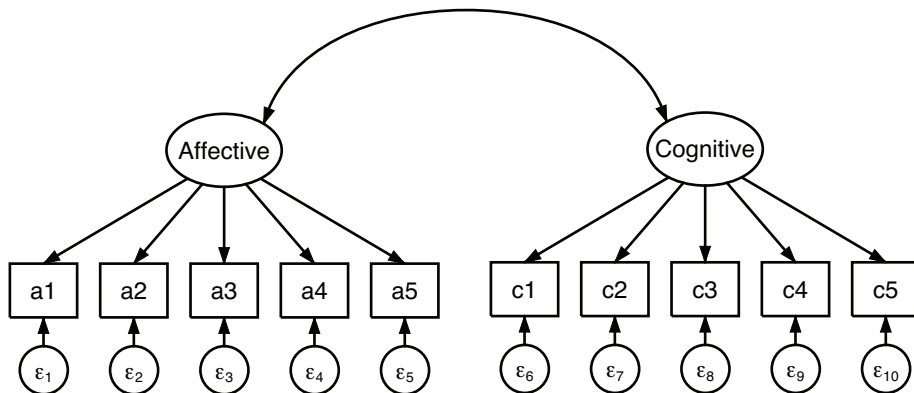 Affective Cognitive
a1 a2 a3 a4 a5 c1 c2 c3 c4 c5
ε1 ε2 ε3 ε4 ε5 ε6 ε7 ε8 ε9 ε10